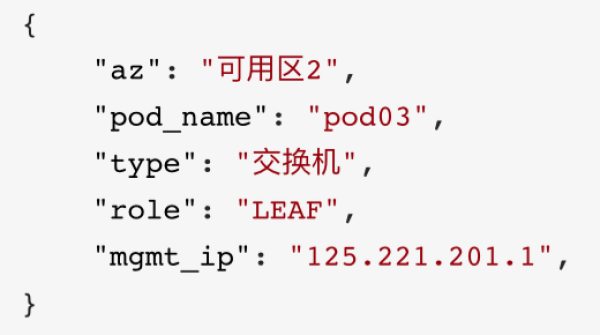 {
    "az": "可用区2",
    "pod_name": "pod03",
    "type": "交换机",
    "role": "LEAF",
    "mgmt_ip": "125.221.201.1",
}